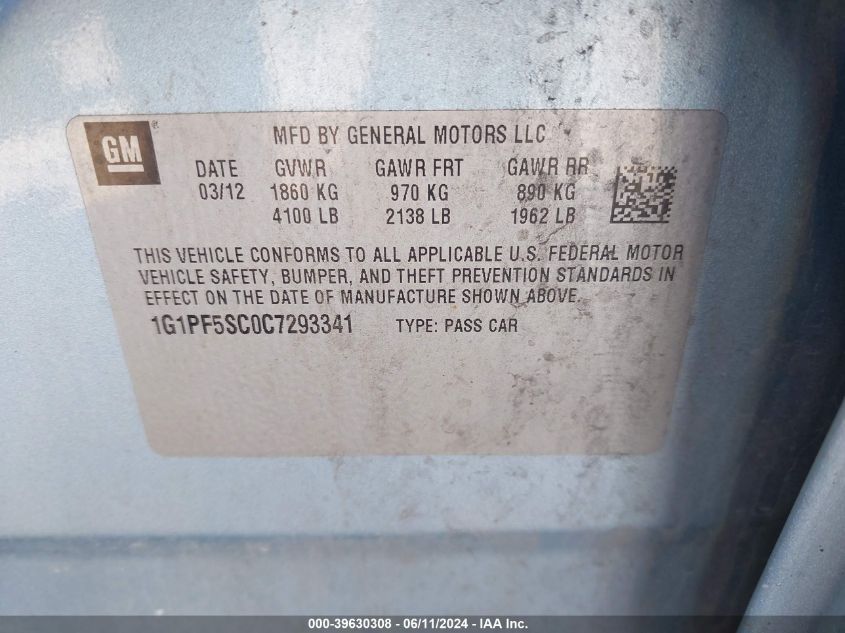 GM®
MFD BY GENERAL MOTORS LLC
DATE GVWR GAWR FRT GAWR RR
03/12 1860 KG 970 KG 890 KG
4100 LB 2138 LB 1962 LB
THIS VEHICLE CONFORMS TO ALL APPLICABLE U.S. FEDERAL MOTOR
VEHICLE SAFETY, BUMPER, AND THEFT PREVENTION STANDARDS IN
EFFECT ON THE DATE OF MANUFACTURE SHOWN ABOVE.
1G1PF5SC0C7293341 TYPE: PASS CAR
000-39630308 - 06/11/2024 - IAA Inc.